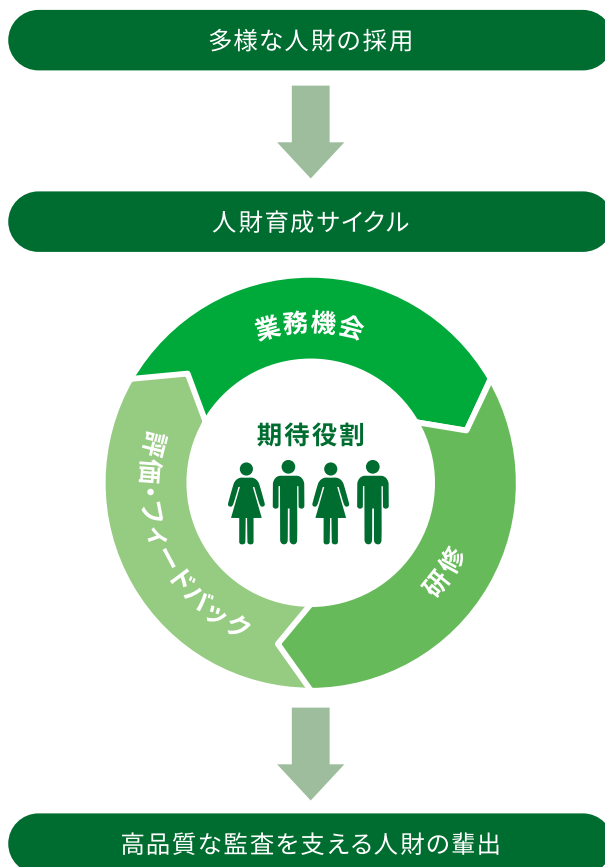 多様な人財の採用
人財育成サイクル
業務機会
期待役割
評価・フィードバック
研修
高品質な監査を支える人財の輩出